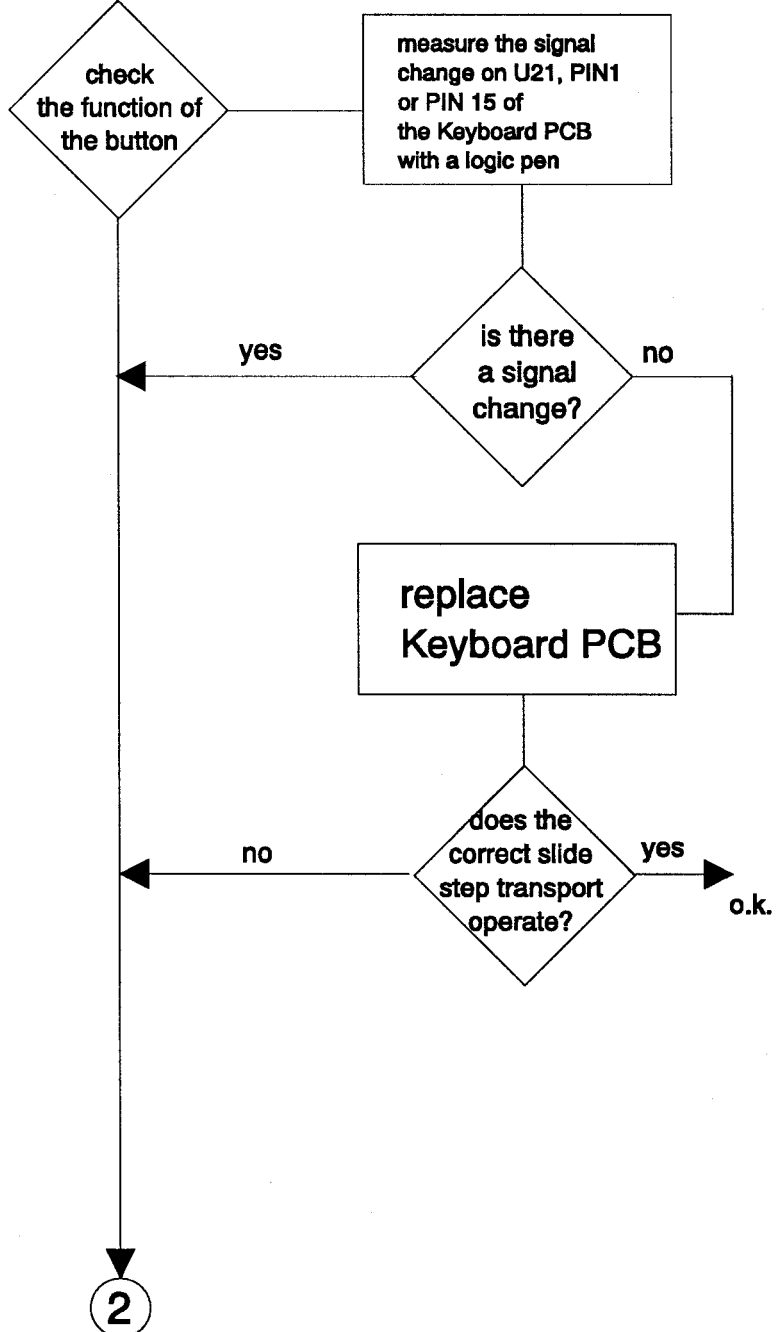 check
the function of
the button
measure the signal
change on U21, PIN1
or PIN 15 of
the Keyboard PCB
with a logic pen
is there
a signal
change?
yes
no
replace
Keyboard PCB
does the
correct slide
step transport
operate?
no
yes
o.k.
2